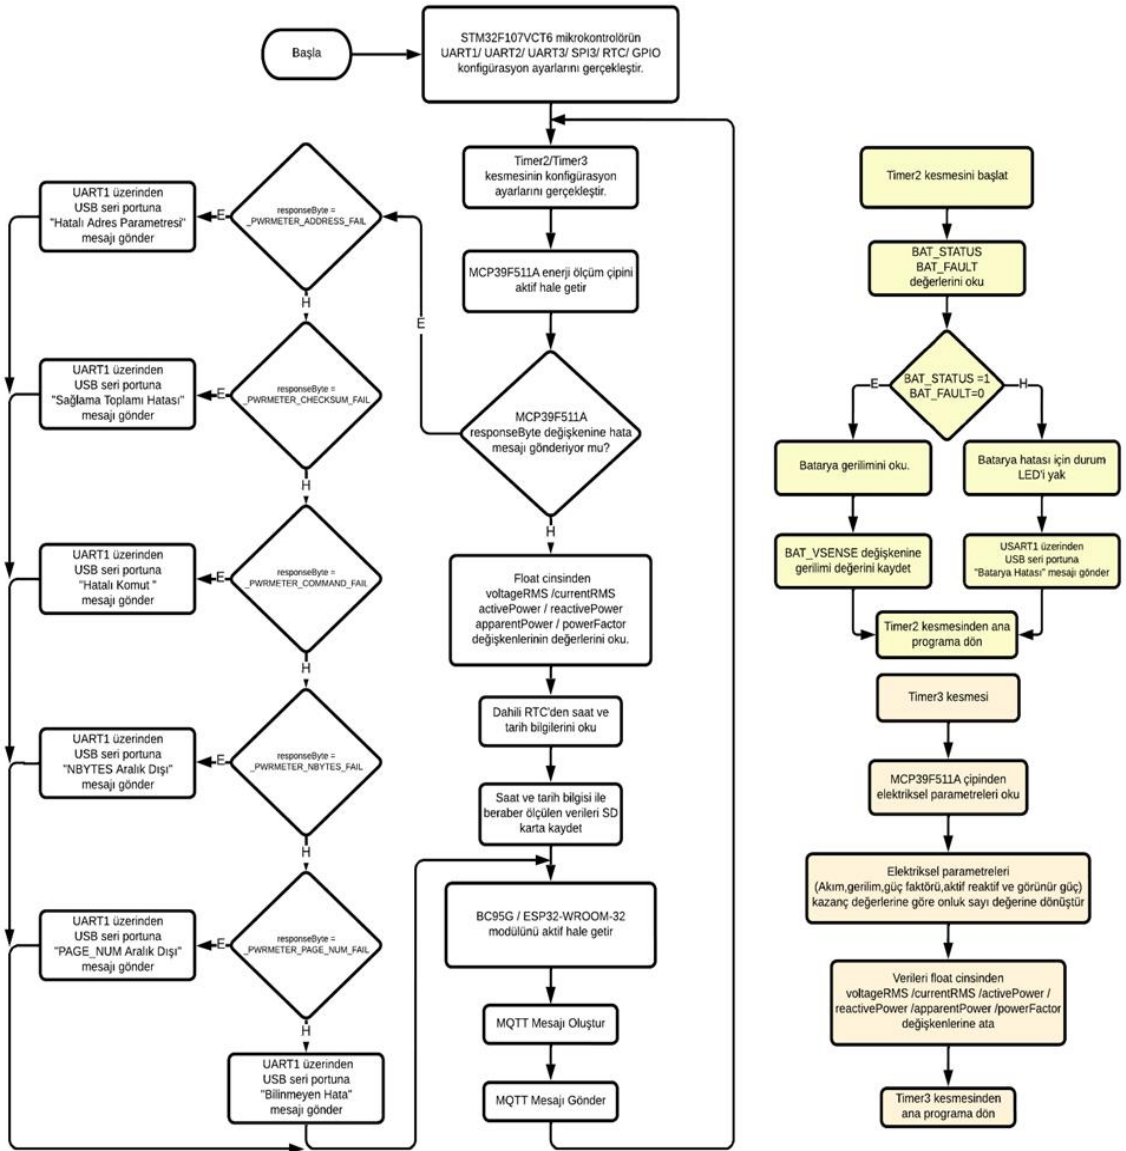 Başla
STM32F107VCT6 mikrokontrolörün
UART1/ UART2/ UART3/ SPI3/ RTC/ GPIO
konfigürasyon ayarlarını gerçekleştir.
Timer2/Timer3
kesmesinin konfigürasyon
ayarlarını gerçekleştir.
MCP39F511A enerji ölçüm çipini
aktif hale getir
MCP39F511A
responseByte değişkenine hata
mesajı gönderiyor mu?
E
H
responseByte =
_PWRMETER_ADDRESS_FAIL
E
UART1 üzerinden
USB seri portuna
"Hatalı Adres Parametresi"
mesajı gönder
H
responseByte =
_PWRMETER_CHECKSUM_FAIL
E
UART1 üzerinden
USB seri portuna
"Sağlama Toplamı Hatası"
mesajı gönder
H
responseByte =
_PWRMETER_COMMAND_FAIL
E
UART1 üzerinden
USB seri portuna
"Hatalı Komut "
mesajı gönder
H
responseByte =
_PWRMETER_NBYTES_FAIL
E
UART1 üzerinden
USB seri portuna
"NBYTES Aralık Dışı"
mesajı gönder
H
responseByte =
_PWRMETER_PAGE_NUM_FAIL
E
UART1 üzerinden
USB seri portuna
"PAGE_NUM Aralık Dışı"
mesajı gönder
H
UART1 üzerinden
USB seri portuna
"Bilinmeyen Hata"
mesajı gönder
Float cinsinden
voltageRMS /currentRMS
activePower / reactivePower
apparentPower / powerFactor
değişkenlerinin değerlerini oku.
Dahili RTC'den saat ve
tarih bilgilerini oku
Saat ve tarih bilgisi ile
beraber ölçülen verileri SD
karta kaydet
BC95G / ESP32-WROOM-32
modülünü aktif hale getir
MQTT Mesajı Oluştur
MQTT Mesajı Gönder
Timer2 kesmesini başlat
BAT_STATUS
BAT_FAULT
değerlerini oku
BAT_STATUS =1
BAT_FAULT=0
E
H
Batarya gerilimini oku.
Batarya hatası için durum
LED'i yak
BAT_VSENSE değişkenine
gerilimi değerini kaydet
USART1 üzerinden
USB seri portuna
"Batarya Hatası" mesajı gönder
Timer2 kesmesinden ana
programa dön
Timer3 kesmesi
MCP39F511A çipinden
elektriksel parametreleri oku
Elektriksel parametreleri
(Akım,gerilim,güç faktörü,aktif reaktif ve görünür güç)
kazanç değerlerine göre onluk sayı değerine dönüştür
Verileri float cinsinden
voltageRMS /currentRMS /activePower /
reactivePower /apparentPower /powerFactor
değişkenlerine ata
Timer3 kesmesinden
ana programa dön